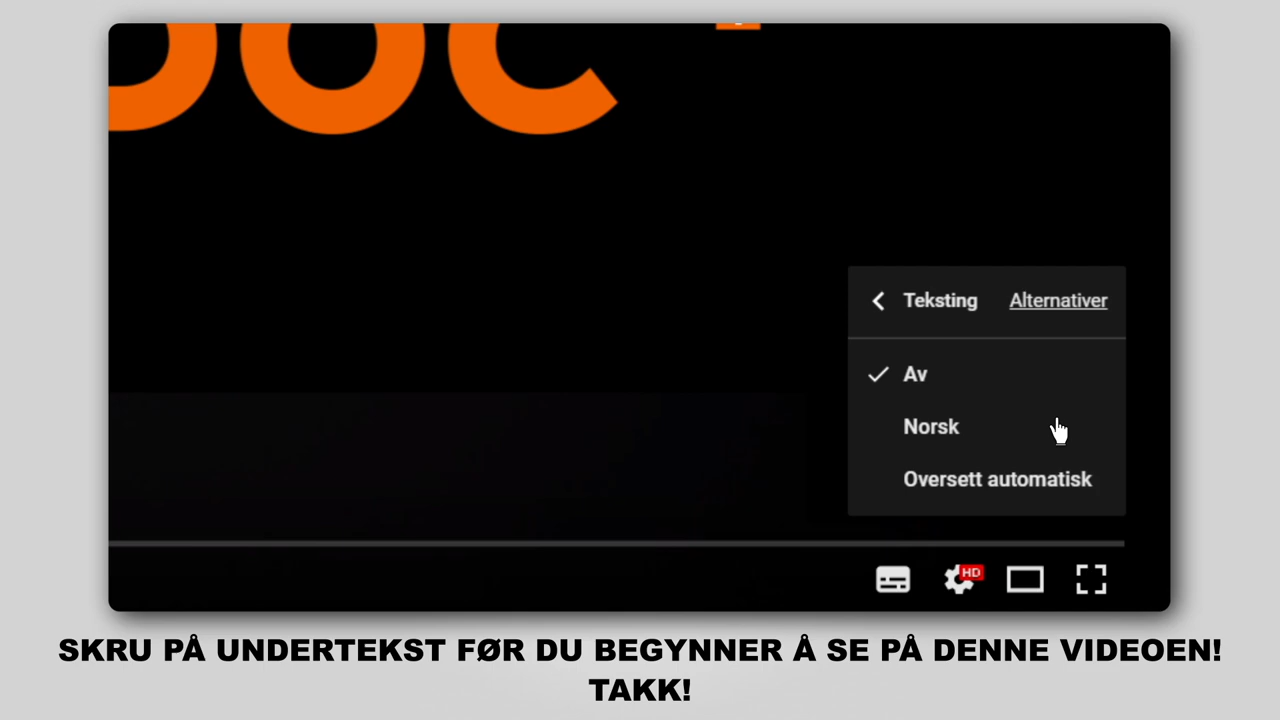 Teksting Alternativer
Av
Norsk
Oversett automatisk
HD
SKRU PÅ UNDERTEKST FØR DU BEGYNNER Å SE PÅ DENNE VIDEOEN!
TAKK!